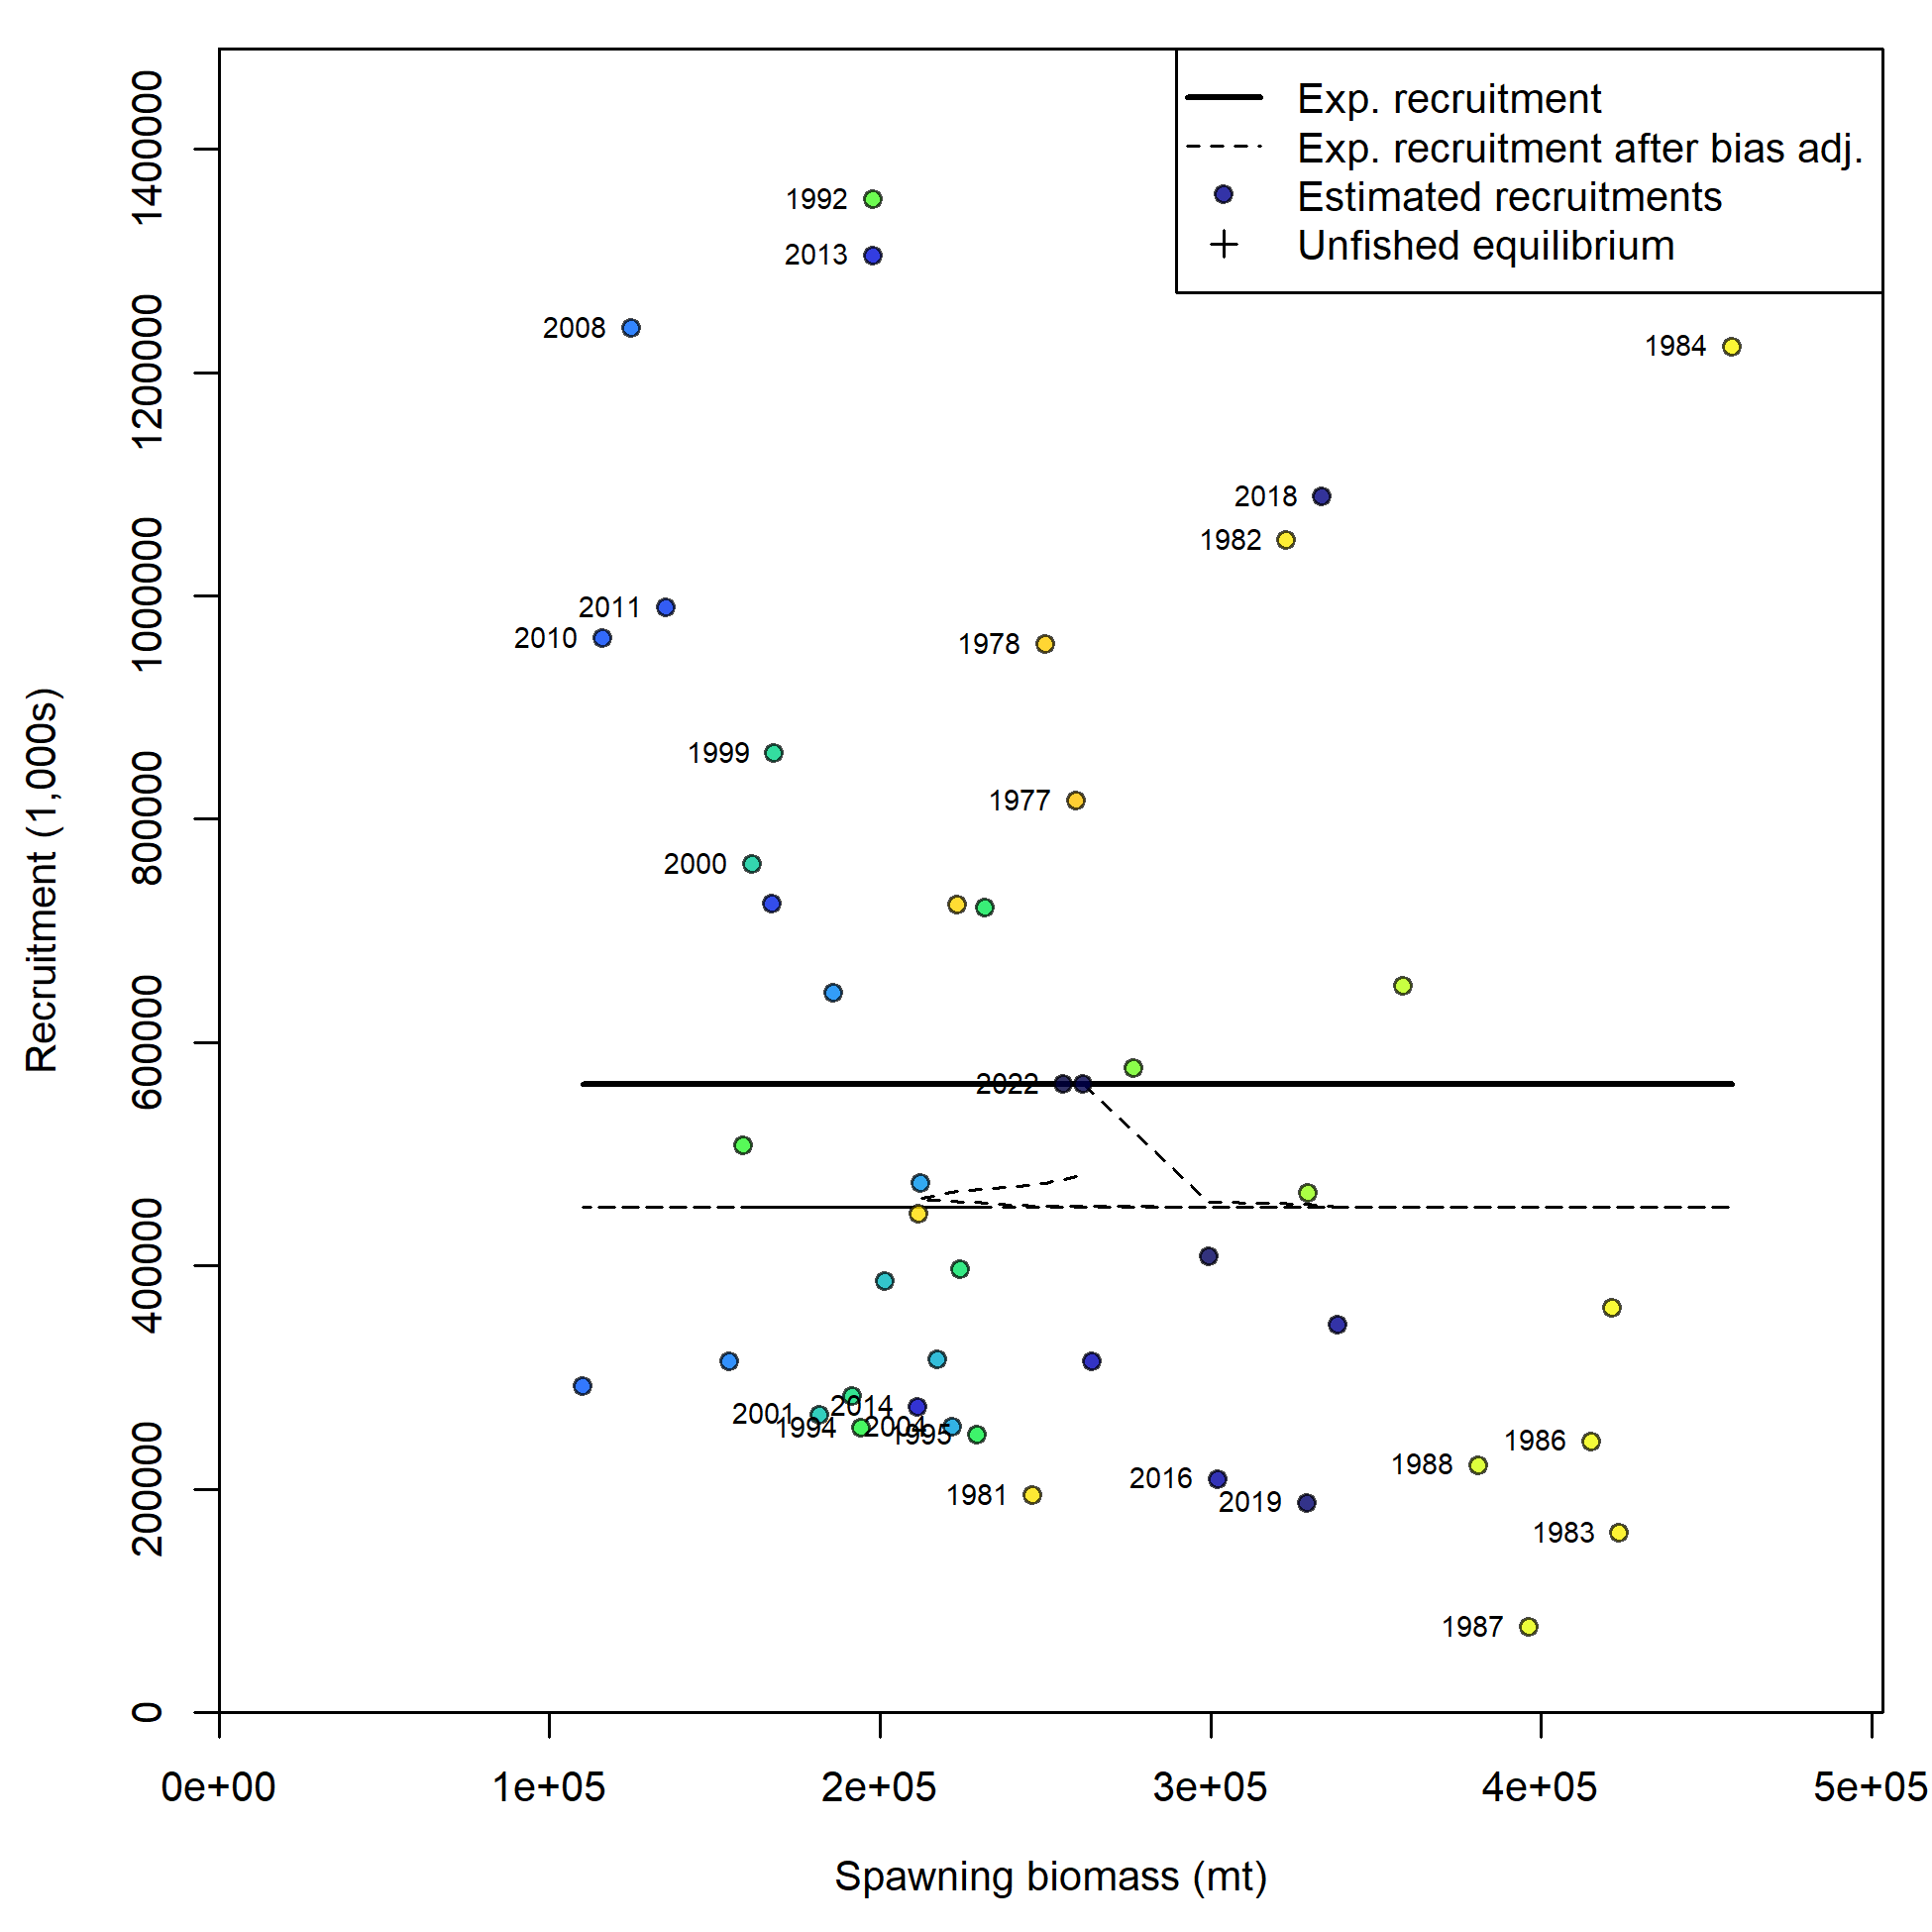 Exp. recruitment
Exp. recruitment after bias adj.
Estimated recruitments
Unfished equilibrium
1992
2013
2008
1984
2018
1982
2011
2010
1978
1999
1977
2000
2022
2001
2014
1994
2004
1995
1981
2016
2019
1988
1986
1983
1987
Recruitment (1,000s)
1400000
1200000
1000000
800000
600000
400000
200000
0
0e+00
1e+05
2e+05
3e+05
4e+05
5e+05
Spawning biomass (mt)